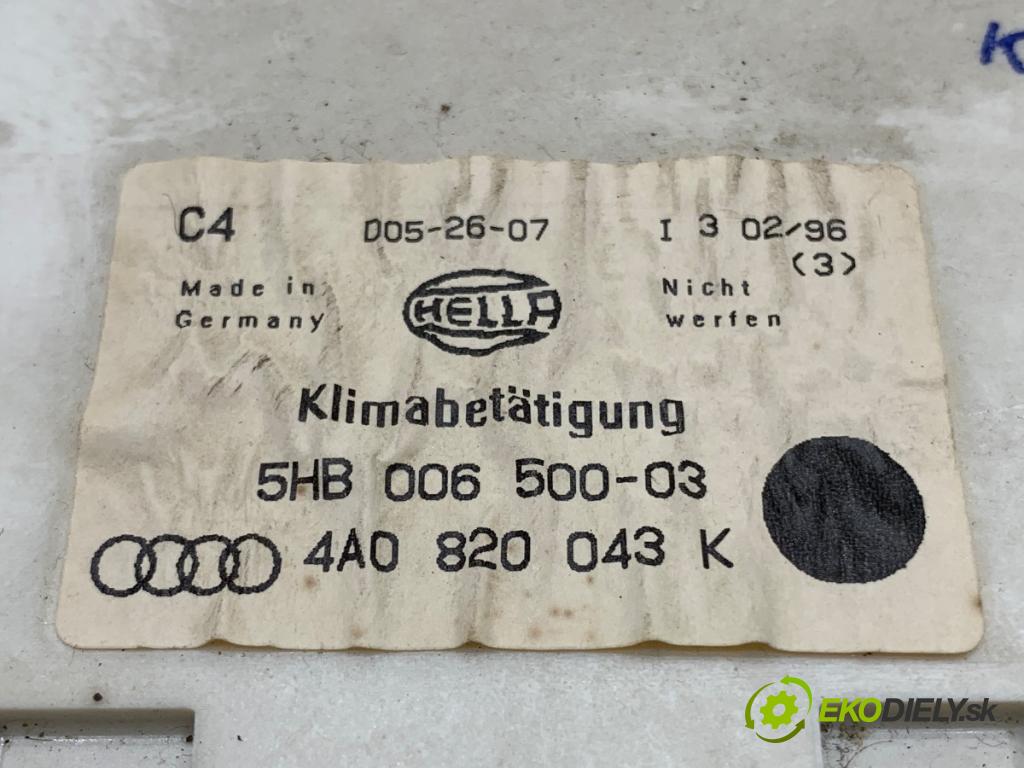 C4 D05-26-07 I 3 02/96
(3)
Made in
Germany
HELLA
Nicht
werfen
Klimabetätigung
5HB 006 500-03
4A0 820 043 K
EKODIELY.sk